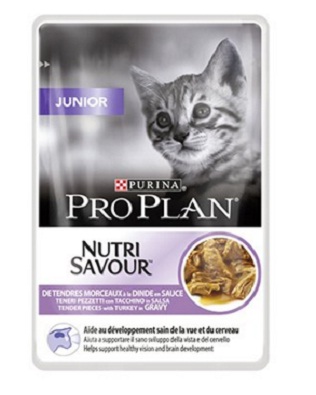 JUNIOR
PURINA®
PRO PLAN®
NUTRI
SAVOUR™
DE TENDRES MORCEAUX à la DINDE en SAUCE
TENERI PEZZETTI con TACCHINO in SALSA
TENDER PIECES with TURKEY in GRAVY
Aide au développement sain de la vue et du cerveau
Aiuta a supportare il sano sviluppo della vista e del cervello
Helps support healthy vision and brain development